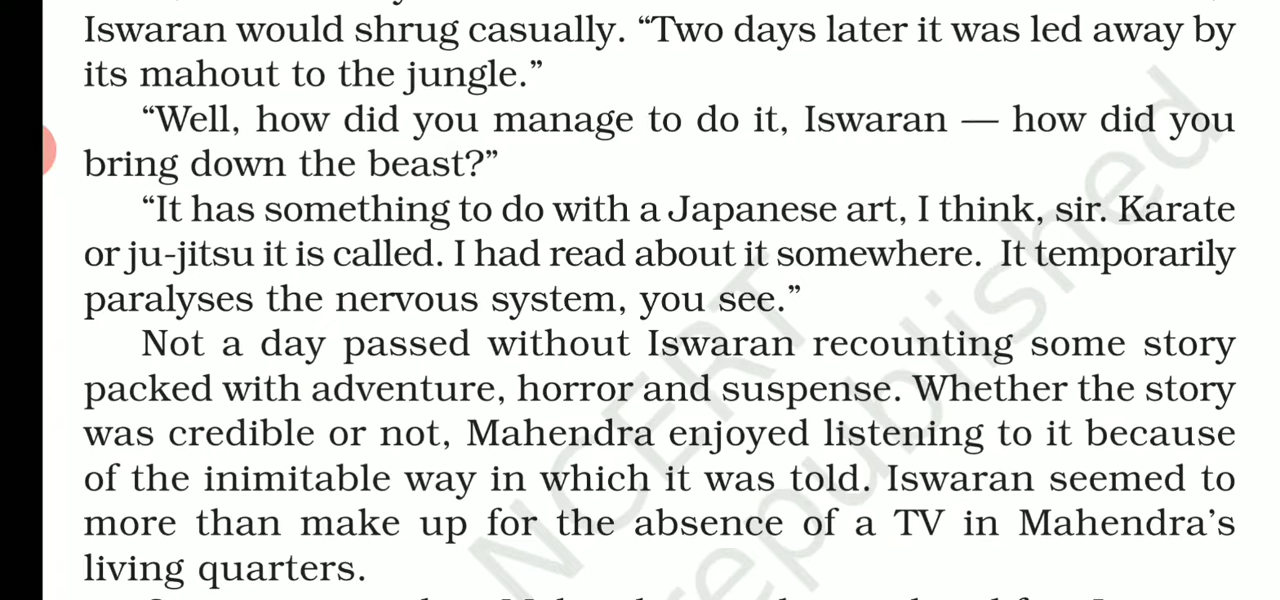 Iswaran would shrug casually. “Two days later it was led away by
its mahout to the jungle.”
“Well, how did you manage to do it, Iswaran — how did you
bring down the beast?”
“It has something to do with a Japanese art, I think, sir. Karate
or ju-jitsu it is called. I had read about it somewhere. It temporarily
paralyses the nervous system, you see.”
Not a day passed without Iswaran recounting some story
packed with adventure, horror and suspense. Whether the story
was credible or not, Mahendra enjoyed listening to it because
of the inimitable way in which it was told. Iswaran seemed to
more than make up for the absence of a TV in Mahendra’s
living quarters.
NCERT
republished